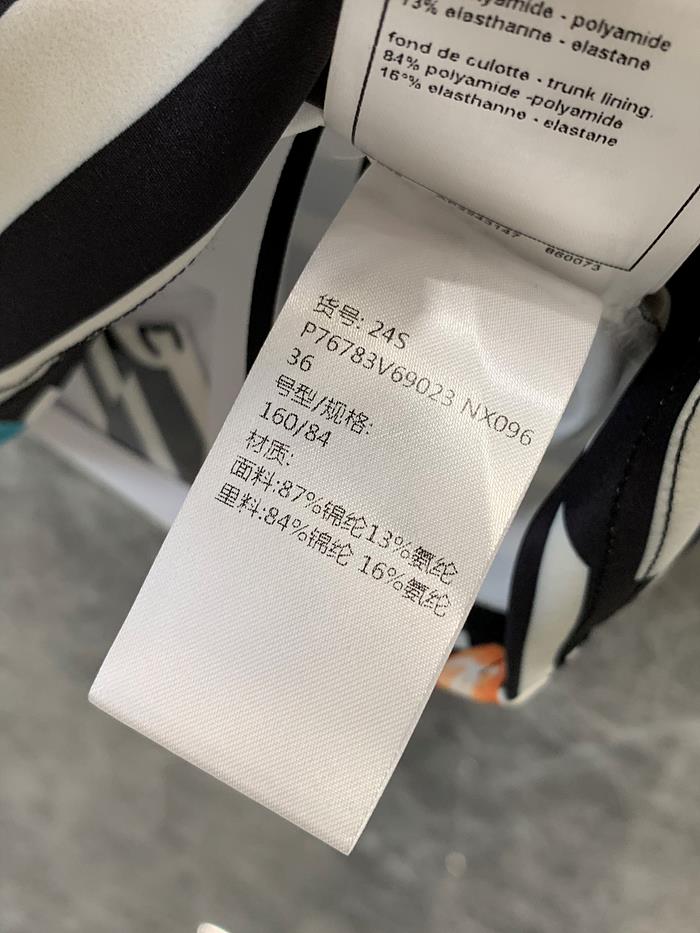 polyamide
13% elasthanne - elastane
fond de culotte - trunk lining.
84% polyamide -polyamide
16% elasthanne - elastane
660073
货号: 24S
P76783V69023 NX096
36
号型/规格:
160/84
材质:
面料:87%锦纶13%氨纶
里料:84%锦纶 16%氨纶